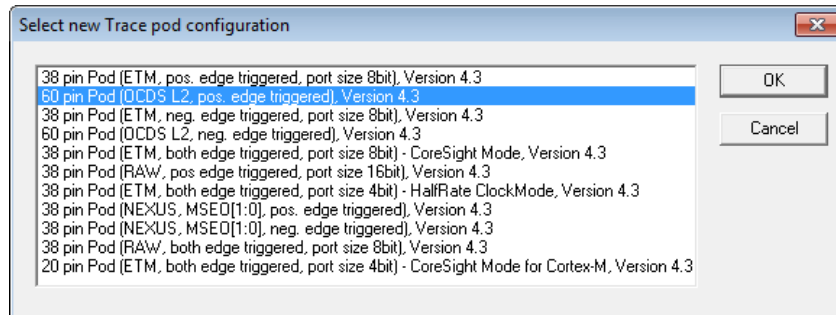 Select new Trace pod configuration
38 pin Pod (ETM, pos. edge triggered, port size 8bit), Version 4.3
60 pin Pod (OCDS L2, pos. edge triggered), Version 4.3
38 pin Pod (ETM, neg. edge triggered, port size 8bit), Version 4.3
60 pin Pod (OCDS L2, neg. edge triggered), Version 4.3
38 pin Pod (ETM, both edge triggered, port size 8bit) - CoreSight Mode, Version 4.3
38 pin Pod (RAW, pos edge triggered, port size 16bit), Version 4.3
38 pin Pod (ETM, both edge triggered, port size 4bit) - HalfRate ClockMode, Version 4.3
38 pin Pod (NEXUS, MSEO[1:0], pos. edge triggered), Version 4.3
38 pin Pod (NEXUS, MSEO[1:0], neg. edge triggered), Version 4.3
38 pin Pod (RAW, both edge triggered, port size 8bit), Version 4.3
20 pin Pod (ETM, both edge triggered, port size 4bit) - CoreSight Mode for Cortex-M, Version 4.3
OK
Cancel